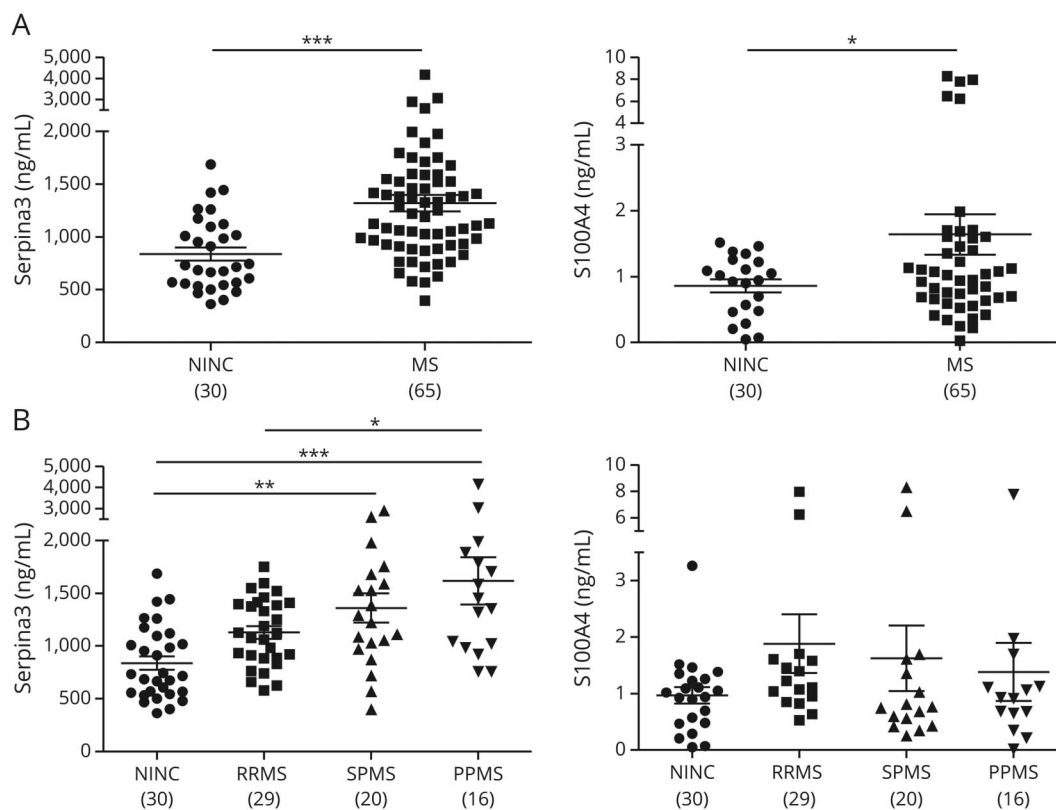 A
***
5,000
4,000
3,000
2,000
1,500
1,000
500
0
Serpina3 (ng/mL)
NINC
(30)
MS
(65)
*
10
8
6
4
3
2
1
0
S100A4 (ng/mL)
NINC
(30)
MS
(65)
B
*
***
**
5,000
4,000
3,000
2,000
1,500
1,000
500
0
Serpina3 (ng/mL)
NINC
(30)
RRMS
(29)
SPMS
(20)
PPMS
(16)
10
8
6
4
3
2
1
0
S100A4 (ng/mL)
NINC
(30)
RRMS
(29)
SPMS
(20)
PPMS
(16)